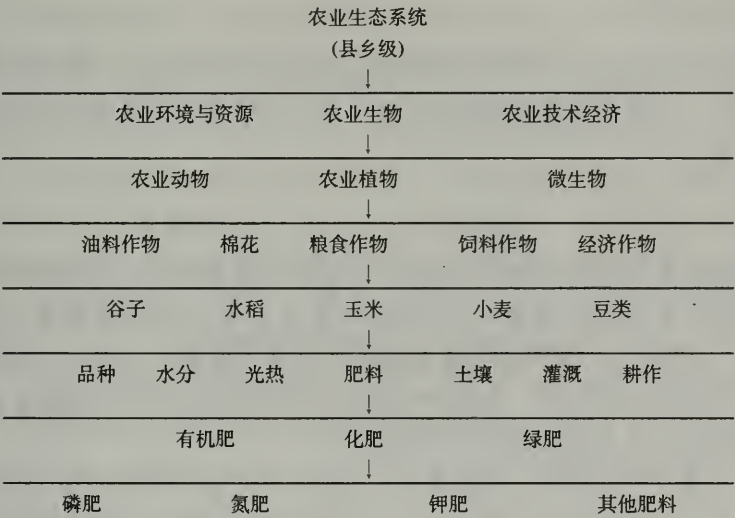 农业生态系统
(县乡级)
农业环境与资源 农业生物 农业技术经济
农业动物 农业植物 微生物
油料作物 棉花 粮食作物 饲料作物 经济作物
谷子 水稻 玉米 小麦 豆类
品种 水分 光热 肥料 土壤 灌溉 耕作
有机肥 化肥 绿肥
磷肥 氮肥 钾肥 其他肥料